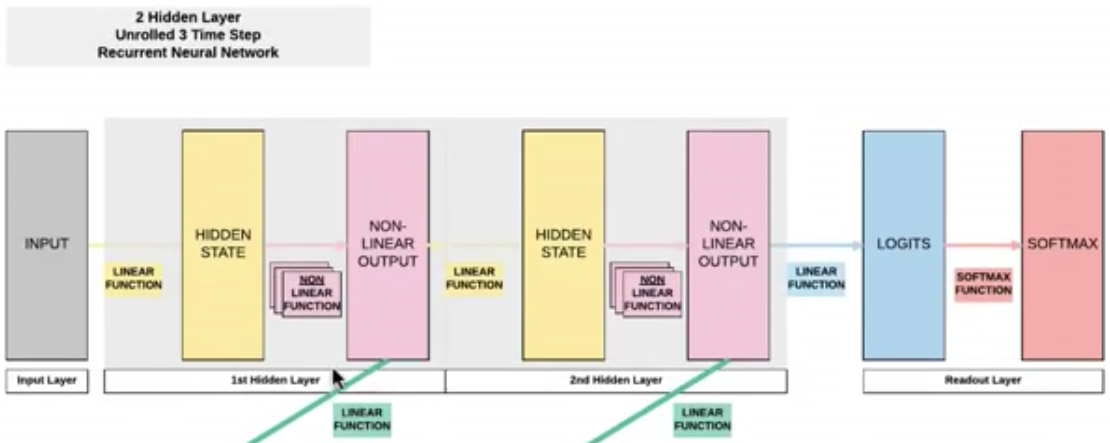 2 Hidden Layer
Unrolled 3 Time Step
Recurrent Neural Network
INPUT
LINEAR
FUNCTION
HIDDEN
STATE
NON
LINEAR
FUNCTION
NON-
LINEAR
OUTPUT
LINEAR
FUNCTION
HIDDEN
STATE
NON
LINEAR
FUNCTION
NON-
LINEAR
OUTPUT
LINEAR
FUNCTION
LOGITS
SOFTMAX
FUNCTION
SOFTMAX
Input Layer
1st Hidden Layer
2nd Hidden Layer
Readout Layer
LINEAR
FUNCTION
LINEAR
FUNCTION